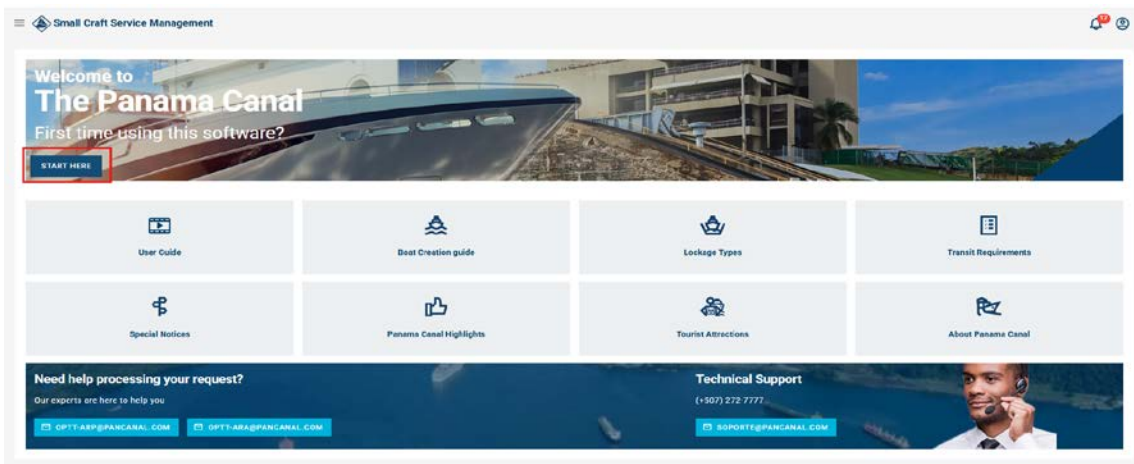 Small Craft Service Management
17
Welcome to
The Panama Canal
First time using this software?
START HERE
User Guide
Boat Creation guide
Lockage Types
Transit Requirements
Special Notices
Panama Canal Highlights
Tourist Attractions
About Panama Canal
Need help processing your request?
Our experts are here to help you
OPTT-ARP@PANCANAL.COM
OPTT-ARA@PANCANAL.COM
Technical Support
(+507) 272-7777
SOPORTE@PANCANAL.COM